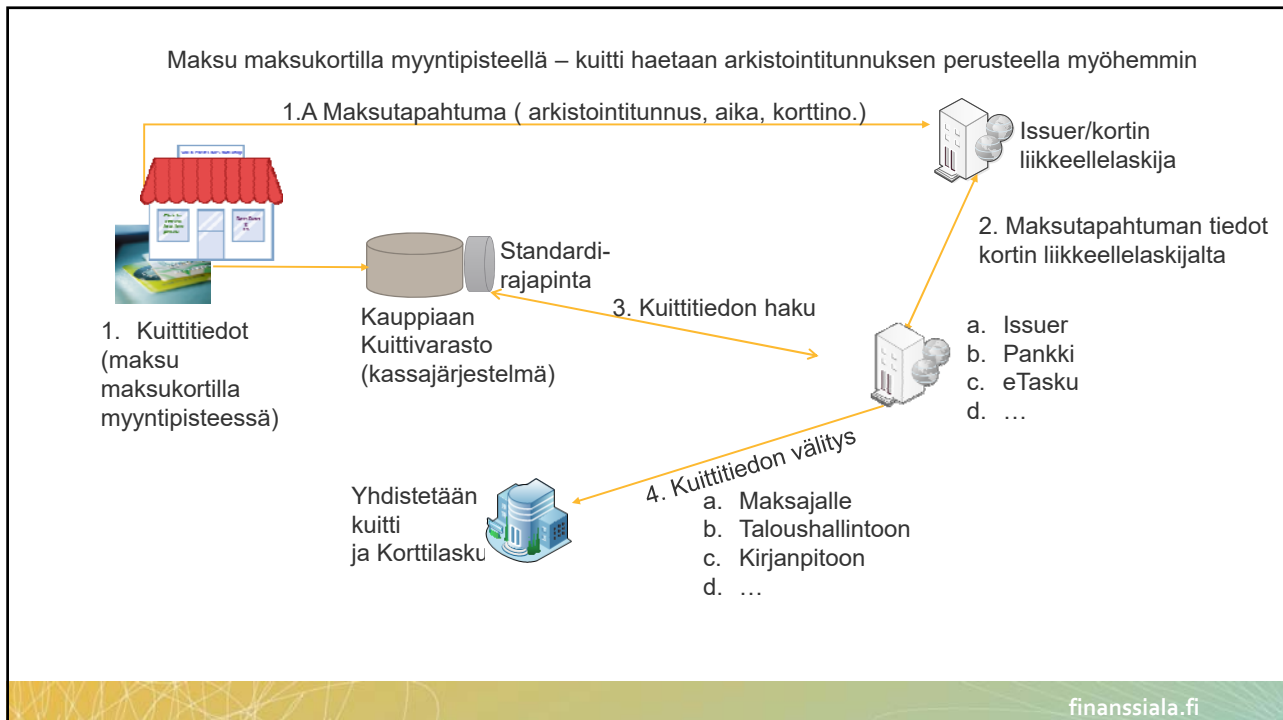 Maksu maksukortilla myyntipisteellä – kuitti haetaan arkistointitunnuksen perusteella myöhemmin
1.A Maksutapahtuma ( arkistointitunnus, aika, korttino.)
Issuer/kortin
liikkeellelaskija
2. Maksutapahtuman tiedot
kortin liikkeellelaskijalta
Standardi-
rajapinta
3. Kuittitiedon haku
1. Kuittitiedot
(maksu
maksukortilla
myyntipisteessä)
Kauppiaan
Kuittivarasto
(kassajärjestelmä)
a. Issuer
b. Pankki
c. eTasku
d. …
4. Kuittitiedon välitys
Yhdistetään
kuitti
ja Korttilasku
a. Maksajalle
b. Taloushallintoon
c. Kirjanpitoon
d. …
finanssiala.fi